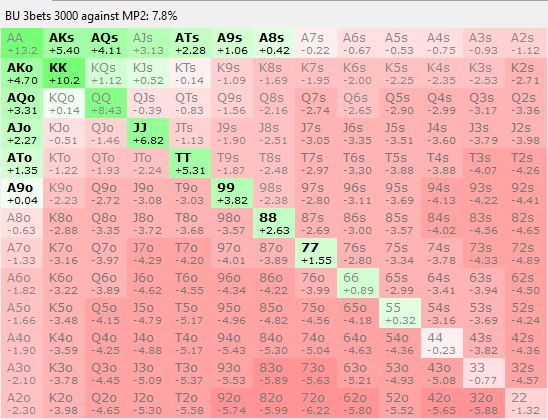 BU 3bets 3000 against MP2: 7.8%
AA AKs AQs AJs ATs A9s A8s A7s A6s A5s A4s A3s A2s
+13.2 +5.40 +4.11 +3.13 +2.28 +1.06 +0.42 -0.22 -0.67 -0.53 -0.75 -0.93 -1.12
AKo KK KQs KJs KTs K9s K8s K7s K6s K5s K4s K3s K2s
+4.70 +10.2 +1.12 +0.52 -0.14 -1.09 -1.69 -1.95 -2.00 -2.25 -2.35 -2.53 -2.71
AQo KQo QQ QJs QTs Q9s Q8s Q7s Q6s Q5s Q4s Q3s Q2s
+3.31 +0.14 +8.43 -0.39 -0.83 -1.56 -2.16 -2.74 -2.65 -2.90 -2.99 -3.17 -3.36
AJo KJo QJo JJ JTs J9s J8s J7s J6s J5s J4s J3s J2s
+2.27 -0.51 -1.46 +6.82 -1.13 -1.90 -2.51 -3.05 -3.35 -3.51 -3.60 -3.79 -3.98
ATo KTo QTo JTo TT T9s T8s T7s T6s T5s T4s T3s T2s
+1.35 -1.22 -1.93 -2.24 +5.31 -1.87 -2.48 -2.97 -3.30 -3.88 -3.88 -4.07 -4.26
A9o K9o Q9o J9o T9o 99 98s 97s 96s 95s 94s 93s 92s
+0.04 -2.23 -2.72 -3.08 -3.03 +3.82 -2.38 -2.80 -3.11 -3.69 -4.13 -4.22 -4.41
A8o K8o Q8o J8o T8o 98o 88 87s 86s 85s 84s 83s 82s
-0.63 -2.88 -3.35 -3.72 -3.68 -3.57 +2.63 -2.69 -3.00 -3.57 -4.02 -4.56 -4.65
A7o K7o Q7o J7o T7o 97o 87o 77 76s 75s 74s 73s 72s
-1.33 -3.16 -3.97 -4.29 -4.20 -4.01 -3.89 +1.55 -2.80 -3.34 -3.78 -4.33 -4.89
A6o K6o Q6o J6o T6o 96o 86o 76o 66 65s 64s 63s 62s
-1.82 -3.22 -3.89 -4.62 -4.55 -4.34 -4.22 -3.99 +0.89 -2.99 -3.41 -3.94 -4.50
A5o K5o Q5o J5o T5o 95o 85o 75o 65o 55 54s 53s 52s
-1.66 -3.48 -4.15 -4.79 -5.17 -4.96 -4.82 -4.56 -4.18 +0.32 -3.16 -3.69 -4.24
A4o K4o Q4o J4o T4o 94o 84o 74o 64o 54o 44 43s 42s
-1.90 -3.59 -4.25 -4.88 -5.17 -5.43 -5.30 -5.04 -4.63 -4.36 -0.23 -3.82 -4.36
A3o K3o Q3o J3o T3o 93o 83o 73o 63o 53o 43o 33 32s
-2.10 -3.78 -4.45 -5.09 -5.37 -5.53 -5.89 -5.63 -5.21 -4.93 -5.08 -0.77 -4.57
A2o K2o Q2o J2o T2o 92o 82o 72o 62o 52o 42o 32o 22
-2.30 -3.98 -4.65 -5.30 -5.58 -5.74 -5.99 -6.22 -5.80 -5.52 -5.65 -5.88 -1.32